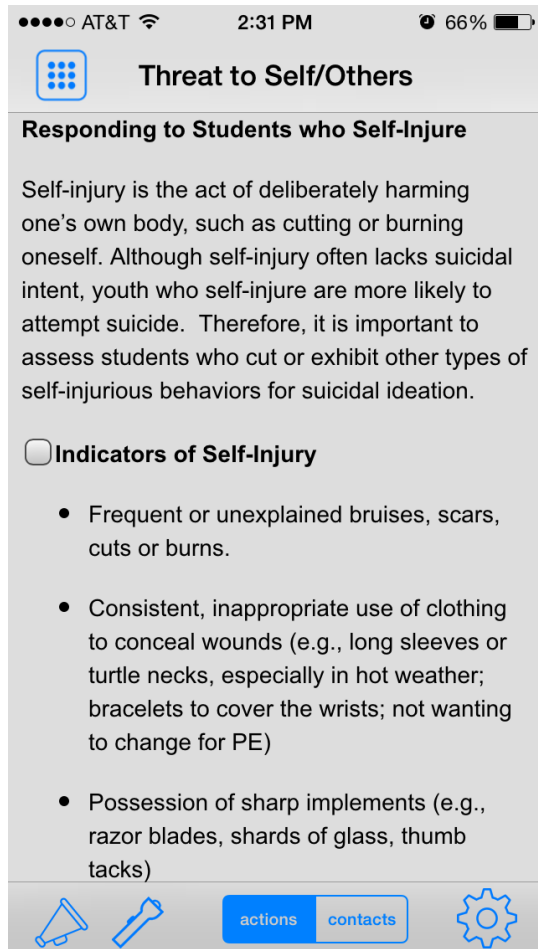 AT&T 2:31 PM 66%
Threat to Self/Others
Responding to Students who Self-Injure
Self-injury is the act of deliberately harming
one's own body, such as cutting or burning
oneself. Although self-injury often lacks suicidal
intent, youth who self-injure are more likely to
attempt suicide.  Therefore, it is important to
assess students who cut or exhibit other types of
self-injurious behaviors for suicidal ideation.
Indicators of Self-Injury
• Frequent or unexplained bruises, scars,
cuts or burns.
• Consistent, inappropriate use of clothing
to conceal wounds (e.g., long sleeves or
turtle necks, especially in hot weather;
bracelets to cover the wrists; not wanting
to change for PE)
• Possession of sharp implements (e.g.,
razor blades, shards of glass, thumb
tacks)
actions contacts